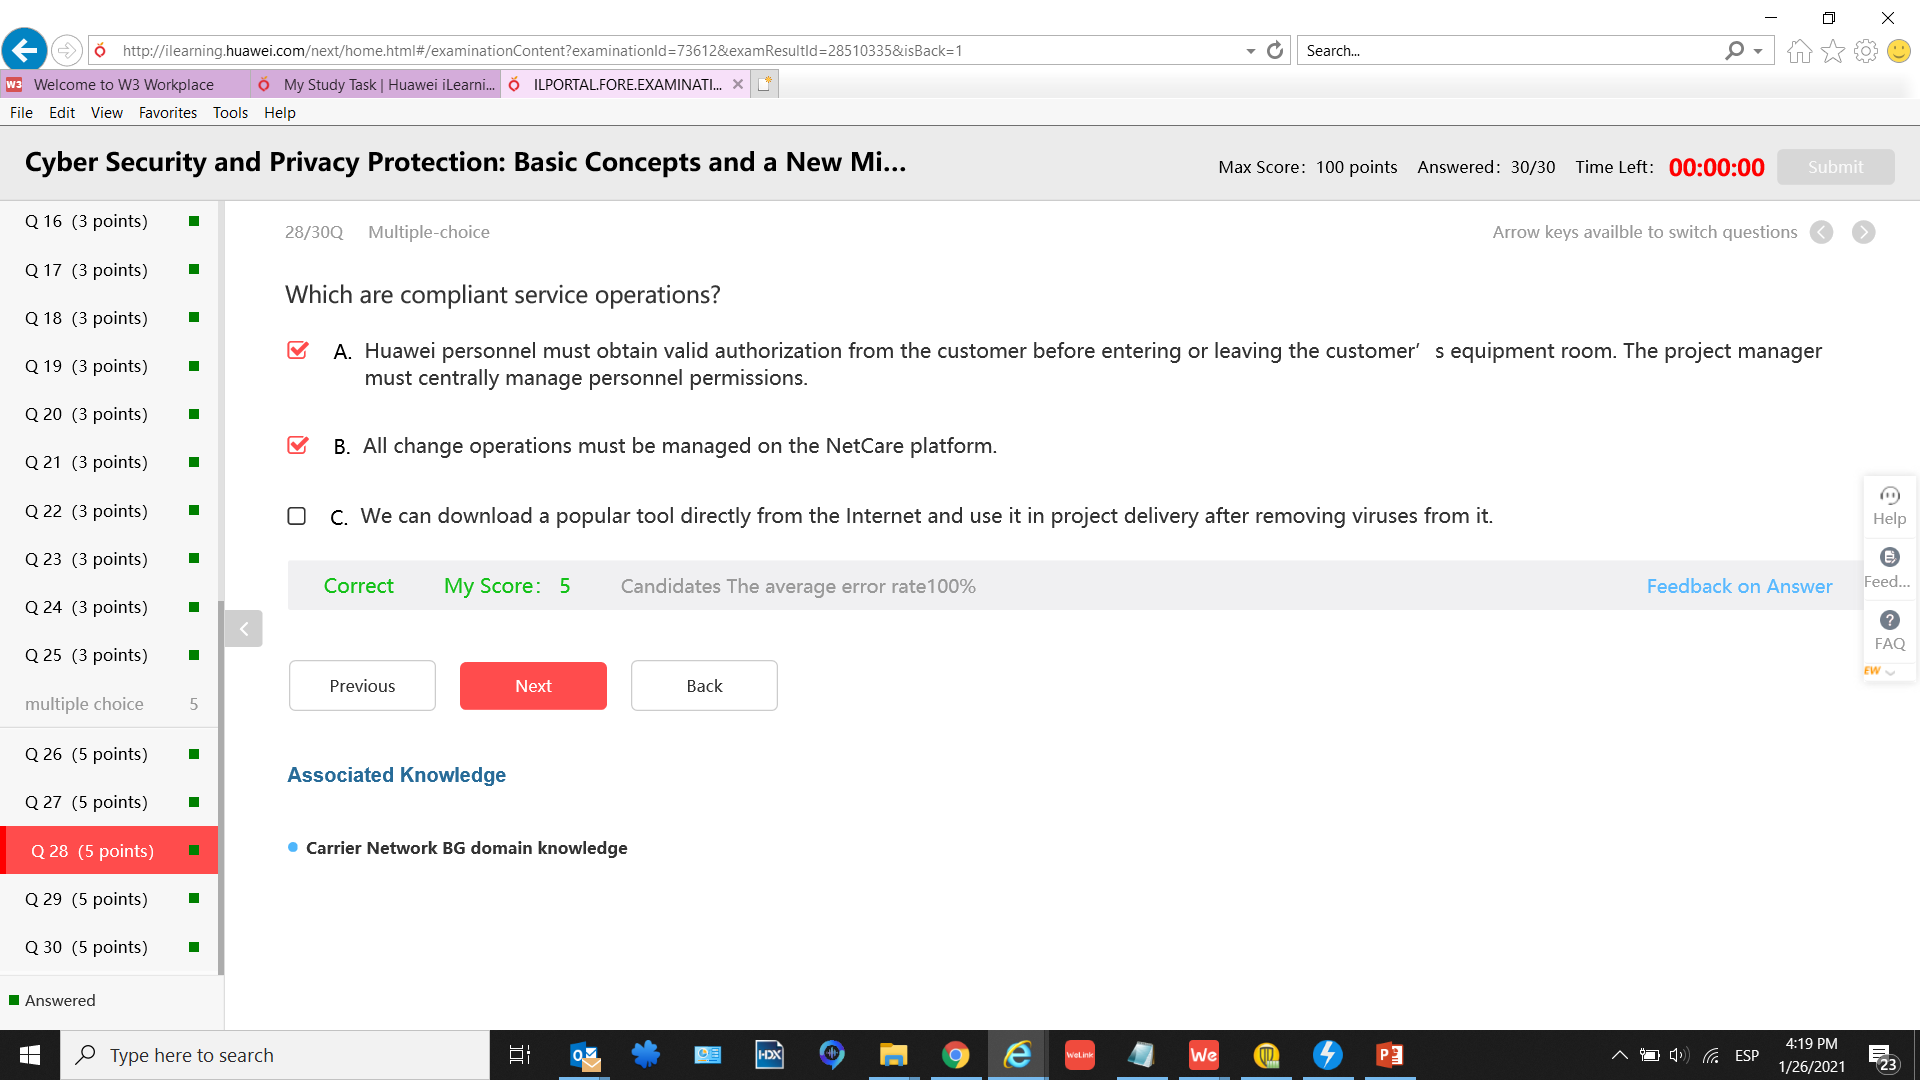 http://ilearning.huawei.com/next/home.html#/examinationContent?examinationId=73612&examResultId=28510335&isBack=1
Search...
W3 Welcome to W3 Workplace
My Study Task | Huawei iLearni...
ILPORTAL.FORE.EXAMINATI...
File Edit View Favorites Tools Help
Cyber Security and Privacy Protection: Basic Concepts and a New Mi...
Max Score: 100 points Answered: 30/30 Time Left: 00:00:00 Submit
Q 16 (3 points)
Q 17 (3 points)
Q 18 (3 points)
Q 19 (3 points)
Q 20 (3 points)
Q 21 (3 points)
Q 22 (3 points)
Q 23 (3 points)
Q 24 (3 points)
Q 25 (3 points)
multiple choice 5
Q 26 (5 points)
Q 27 (5 points)
Q 28 (5 points)
Q 29 (5 points)
Q 30 (5 points)
Answered
28/30Q Multiple-choice
Arrow keys availble to switch questions
Which are compliant service operations?
A. Huawei personnel must obtain valid authorization from the customer before entering or leaving the customer’ s equipment room. The project manager
must centrally manage personnel permissions.
B. All change operations must be managed on the NetCare platform.
C. We can download a popular tool directly from the Internet and use it in project delivery after removing viruses from it.
Correct My Score: 5 Candidates The average error rate100% Feedback on Answer
Previous Next Back
Associated Knowledge
Carrier Network BG domain knowledge
Help
Feed...
? FAQ
EW
Type here to search
HDX
WeLink
We
ESP
4:19 PM
1/26/2021
23